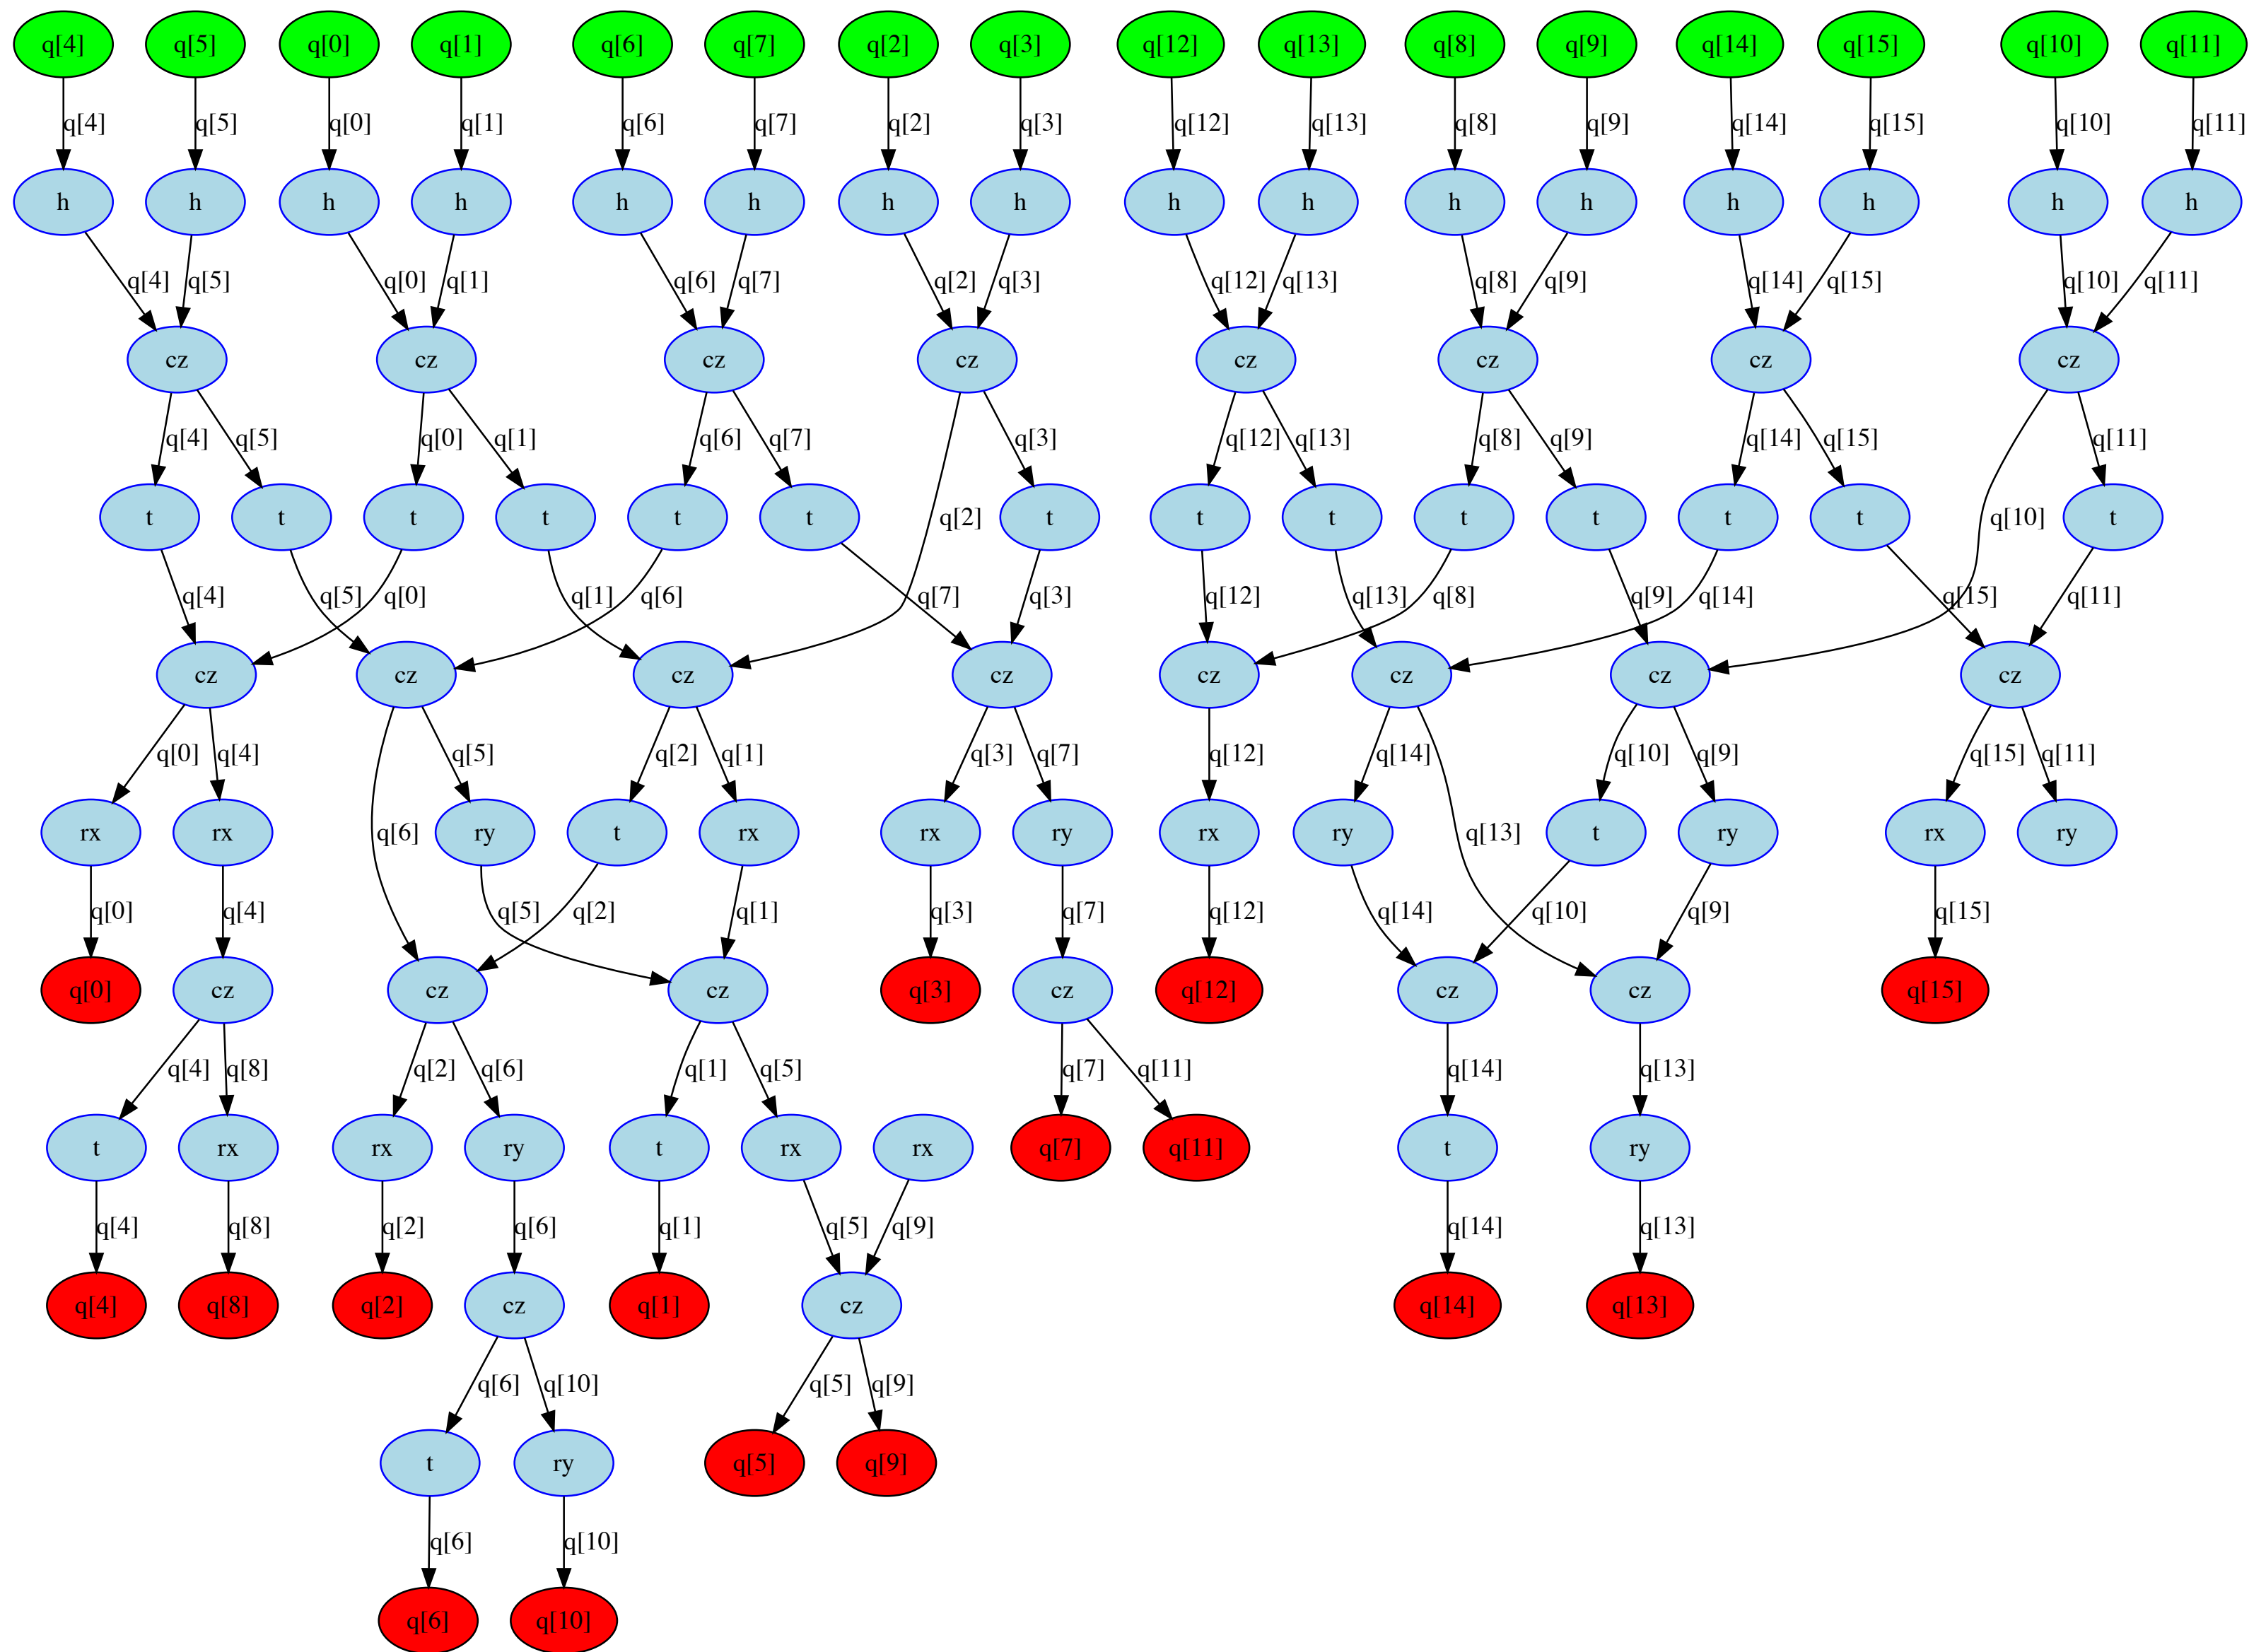 q[4] q[5] q[0] q[1] q[6] q[7] q[2] q[3] q[12] q[13] q[8] q[9] q[14] q[15] q[10] q[11]
q[4] q[5] q[0] q[1] q[6] q[7] q[2] q[3] q[12] q[13] q[8] q[9] q[14] q[15] q[10] q[11]
h h h h h h h h h h h h h h h h
q[4] q[5] q[0] q[1] q[6] q[7] q[2] q[3] q[12] q[13] q[8] q[9] q[14] q[15] q[10] q[11]
cz cz cz cz cz cz cz cz
q[4] q[5] q[0] q[1] q[6] q[7] q[3] q[12] q[13] q[8] q[9] q[14] q[15] q[11]
t t t t t t q[2] t t t t t t t q[10] t
q[4] q[5] q[0] q[1] q[6] q[7] q[3] q[12] q[13] q[8] q[9] q[14] q[15] q[11]
cz cz cz cz cz cz cz cz
q[0] q[4] q[5] q[2] q[1] q[3] q[7] q[12] q[14] q[10] q[9] q[15] q[11]
rx rx q[6] ry t rx rx ry rx ry q[13] t ry rx ry
q[0] q[4] q[5] q[2] q[1] q[3] q[7] q[12] q[14] q[10] q[9] q[15]
q[0] cz cz cz q[3] cz q[12] cz cz q[15]
q[4] q[8] q[2] q[6] q[1] q[5] q[7] q[11] q[14] q[13]
t rx rx ry t rx rx q[7] q[11] t ry
q[4] q[8] q[2] q[6] q[1] q[5] q[9] q[14] q[13]
q[4] q[8] q[2] cz q[1] cz q[14] q[13]
q[6] q[10] q[5] q[9]
t ry q[5] q[9]
q[6] q[10]
q[6] q[10]